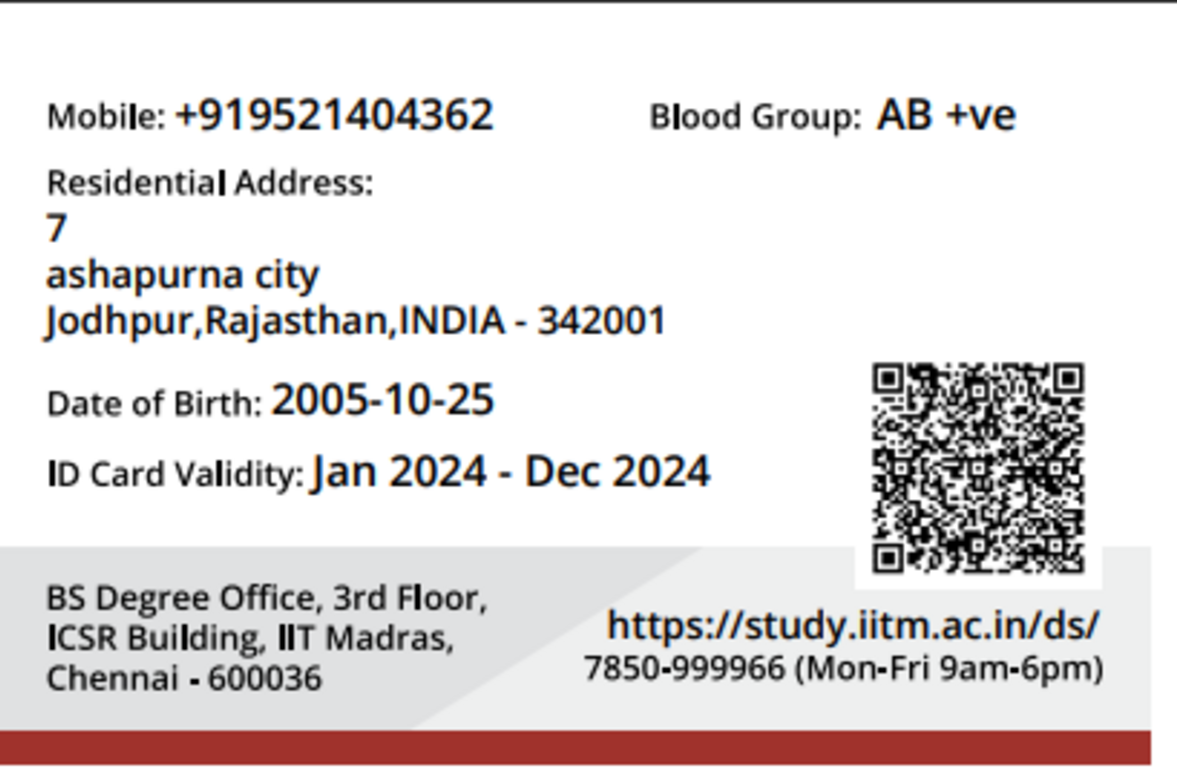 Mobile: +919521404362 Blood Group: AB +ve
Residential Address:
7
ashapurna city
Jodhpur,Rajasthan,INDIA - 342001
Date of Birth: 2005-10-25
ID Card Validity: Jan 2024 - Dec 2024
BS Degree Office, 3rd Floor,
ICSR Building, IIT Madras,
Chennai - 600036
https://study.iitm.ac.in/ds/
7850-999966 (Mon-Fri 9am-6pm)